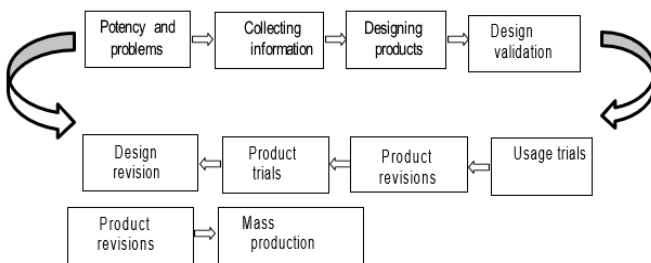 Potency and
problems
Collecting
information
Designing
products
Design
validation
Design
revision
Product
trials
Product
revisions
Usage trials
Product
revisions
Mass
production